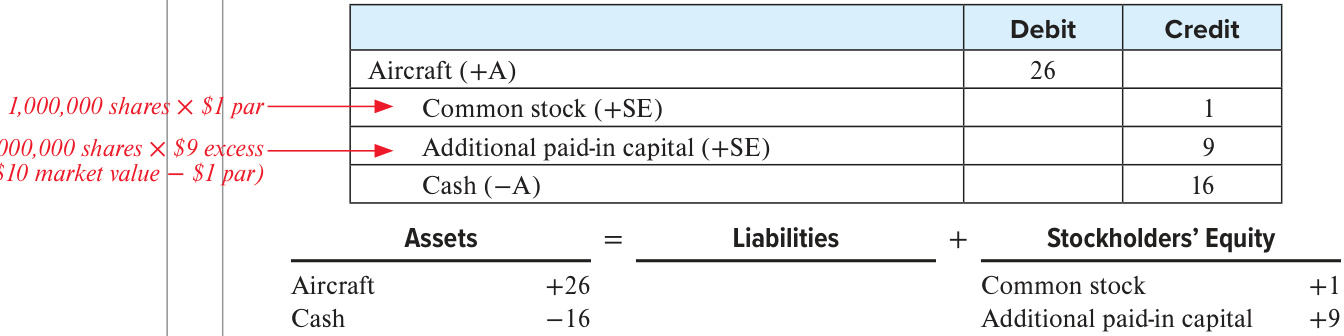 Debit Credit
Aircraft (+A) 26
1,000,000 shares × $1 par Common stock (+SE) 1
000,000 shares × $9 excess Additional paid-in capital (+SE) 9
$10 market value − $1 par)
Cash (−A) 16
Assets = Liabilities + Stockholders’ Equity
Aircraft +26 Common stock +1
Cash −16 Additional paid-in capital +9